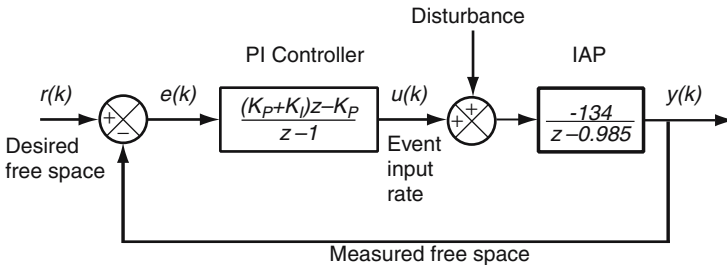 Disturbance
PI Controller
IAP
r(k)
e(k)
(K_P+K_I)z–K_P
z–1
u(k)
-134
z–0.985
y(k)
+
–
+
+
Desired
free space
Event
input
rate
Measured free space